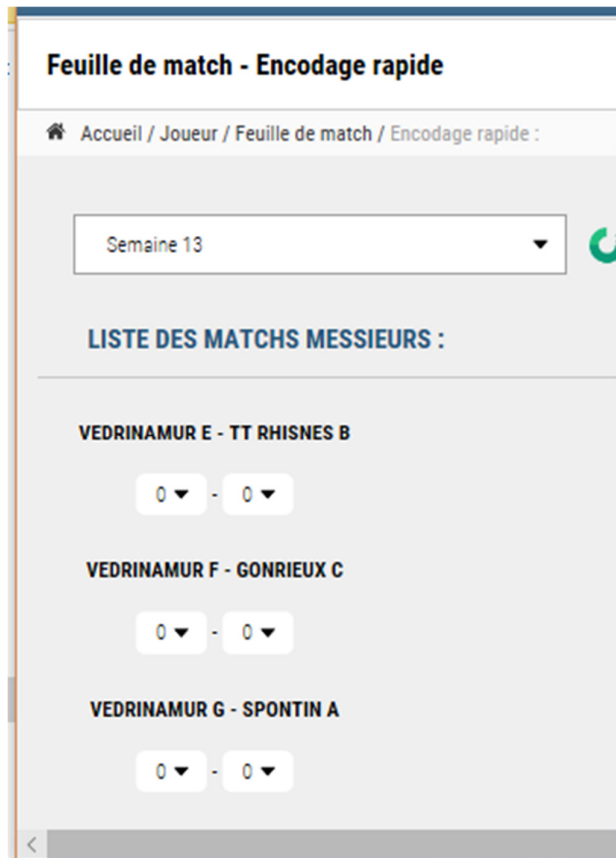 Feuille de match - Encodage rapide
Accueil / Joueur / Feuille de match / Encodage rapide :
Semaine 13
LISTE DES MATCHS MESSIEURS :
VEDRINAMUR E - TT RHISNES B
0 - 0
VEDRINAMUR F - GONRIEUX C
0 - 0
VEDRINAMUR G - SPONTIN A
0 - 0